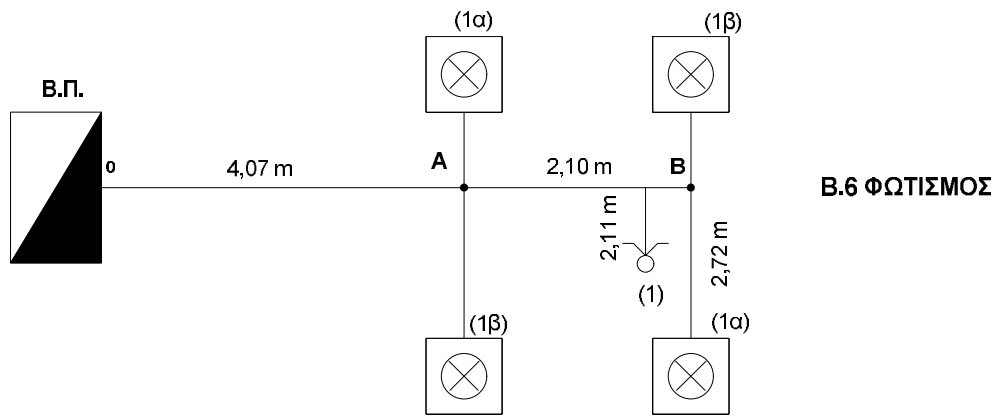 (1α)
(1β)
Β.Π.
0
4,07 m
A
2,10 m
B
Β.6 ΦΩΤΙΣΜΟΣ
2,11 m
2,72 m
(1)
(1β)
(1α)